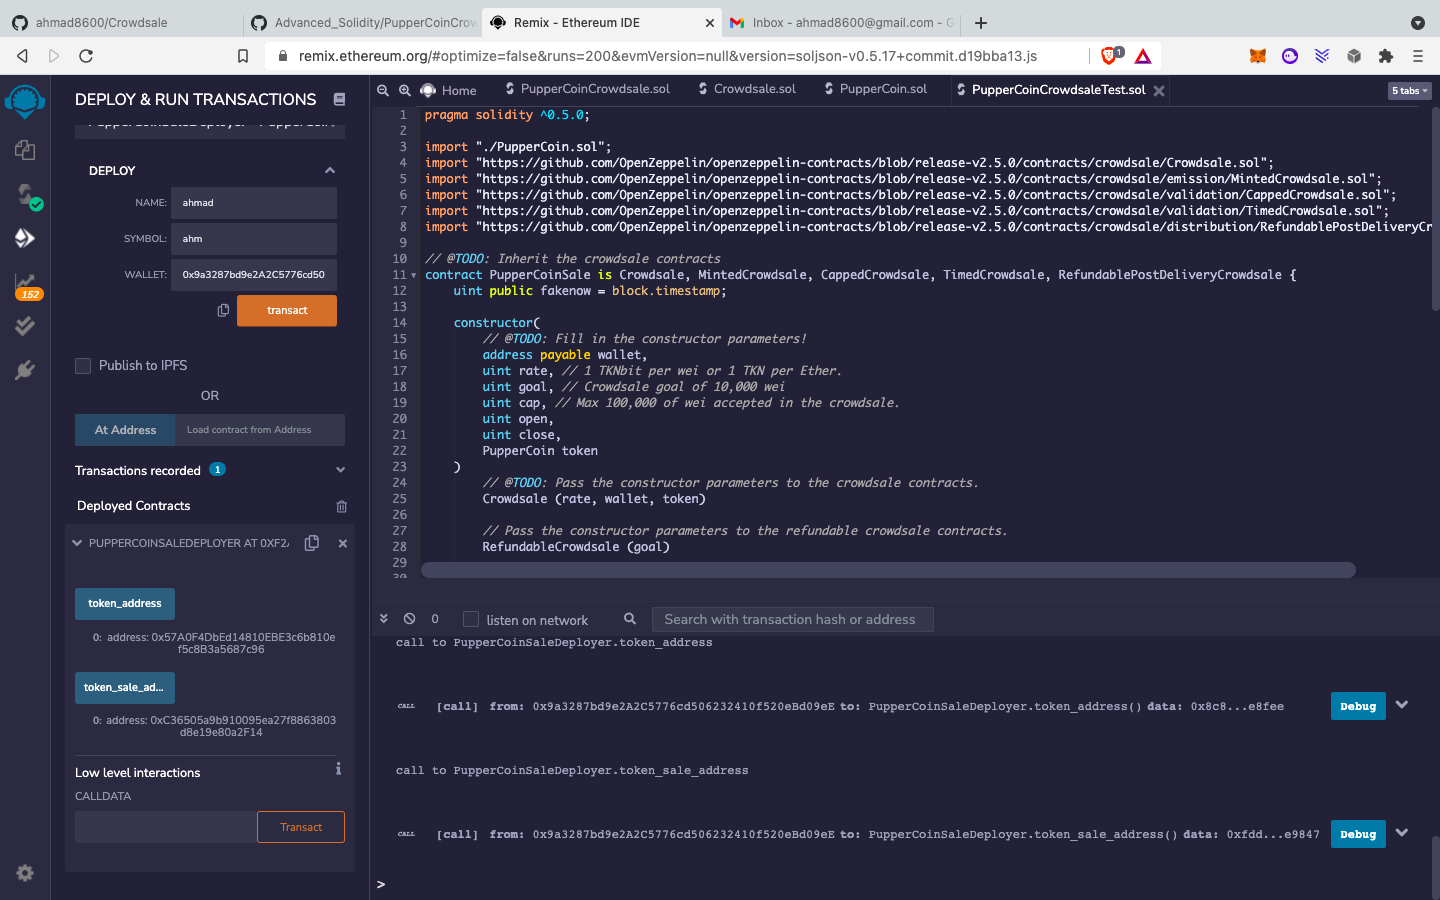 ahmad8600/Crowdsale
Advanced_Solidity/PupperCoinCrow
Remix - Ethereum IDE
Inbox - ahmad8600@gmail.com - G
remix.ethereum.org/#optimize=false&runs=200&evmVersion=null&version=soljson-v0.5.17+commit.d19bba13.js
1
DEPLOY & RUN TRANSACTIONS
DEPLOY
NAME: ahmad
SYMBOL: ahm
WALLET: 0x9a3287bd9e2A2C5776cd50
transact
152
Publish to IPFS
OR
At Address
Load contract from Address
Transactions recorded 1
Deployed Contracts
PUPPERCOINSALEDEPLOYER AT 0XF2
token_address
0: address: 0x57A0F4DbEd14810EBE3c6b810e
f5c8B3a5687c96
token_sale_ad...
0: address: 0xC36505a9b910095ea27f8863803
d8e19e80a2F14
Low level interactions
CALLDATA
Transact
Home
PupperCoinCrowdsale.sol
Crowdsale.sol
PupperCoin.sol
PupperCoinCrowdsaleTest.sol
5 tabs
1 pragma solidity ^0.5.0;
2
3 import "./PupperCoin.sol";
4 import "https://github.com/OpenZeppelin/openzeppelin-contracts/blob/release-v2.5.0/contracts/crowdsale/Crowdsale.sol";
5 import "https://github.com/OpenZeppelin/openzeppelin-contracts/blob/release-v2.5.0/contracts/crowdsale/emission/MintedCrowdsale.sol";
6 import "https://github.com/OpenZeppelin/openzeppelin-contracts/blob/release-v2.5.0/contracts/crowdsale/validation/CappedCrowdsale.sol";
7 import "https://github.com/OpenZeppelin/openzeppelin-contracts/blob/release-v2.5.0/contracts/crowdsale/validation/TimedCrowdsale.sol";
8 import "https://github.com/OpenZeppelin/openzeppelin-contracts/blob/release-v2.5.0/contracts/crowdsale/distribution/RefundablePostDeliveryCr
9
10 // @TODO: Inherit the crowdsale contracts
11 contract PupperCoinSale is Crowdsale, MintedCrowdsale, CappedCrowdsale, TimedCrowdsale, RefundablePostDeliveryCrowdsale {
12 uint public fakenow = block.timestamp;
13
14 constructor(
15 // @TODO: Fill in the constructor parameters!
16 address payable wallet,
17 uint rate, // 1 TKNbit per wei or 1 TKN per Ether.
18 uint goal, // Crowdsale goal of 10,000 wei
19 uint cap, // Max 100,000 of wei accepted in the crowdsale.
20 uint open,
21 uint close,
22 PupperCoin token
23 )
24 // @TODO: Pass the constructor parameters to the crowdsale contracts.
25 Crowdsale (rate, wallet, token)
26
27 // Pass the constructor parameters to the refundable crowdsale contracts.
28 RefundableCrowdsale (goal)
29
30
0
listen on network
Search with transaction hash or address
call to PupperCoinSaleDeployer.token_address
CALL [call] from: 0x9a3287bd9e2A2C5776cd506232410f520eBd09eE to: PupperCoinSaleDeployer.token_address() data: 0x8c8...e8fee
Debug
call to PupperCoinSaleDeployer.token_sale_address
CALL [call] from: 0x9a3287bd9e2A2C5776cd506232410f520eBd09eE to: PupperCoinSaleDeployer.token_sale_address() data: 0xfdd...e9847
Debug
>